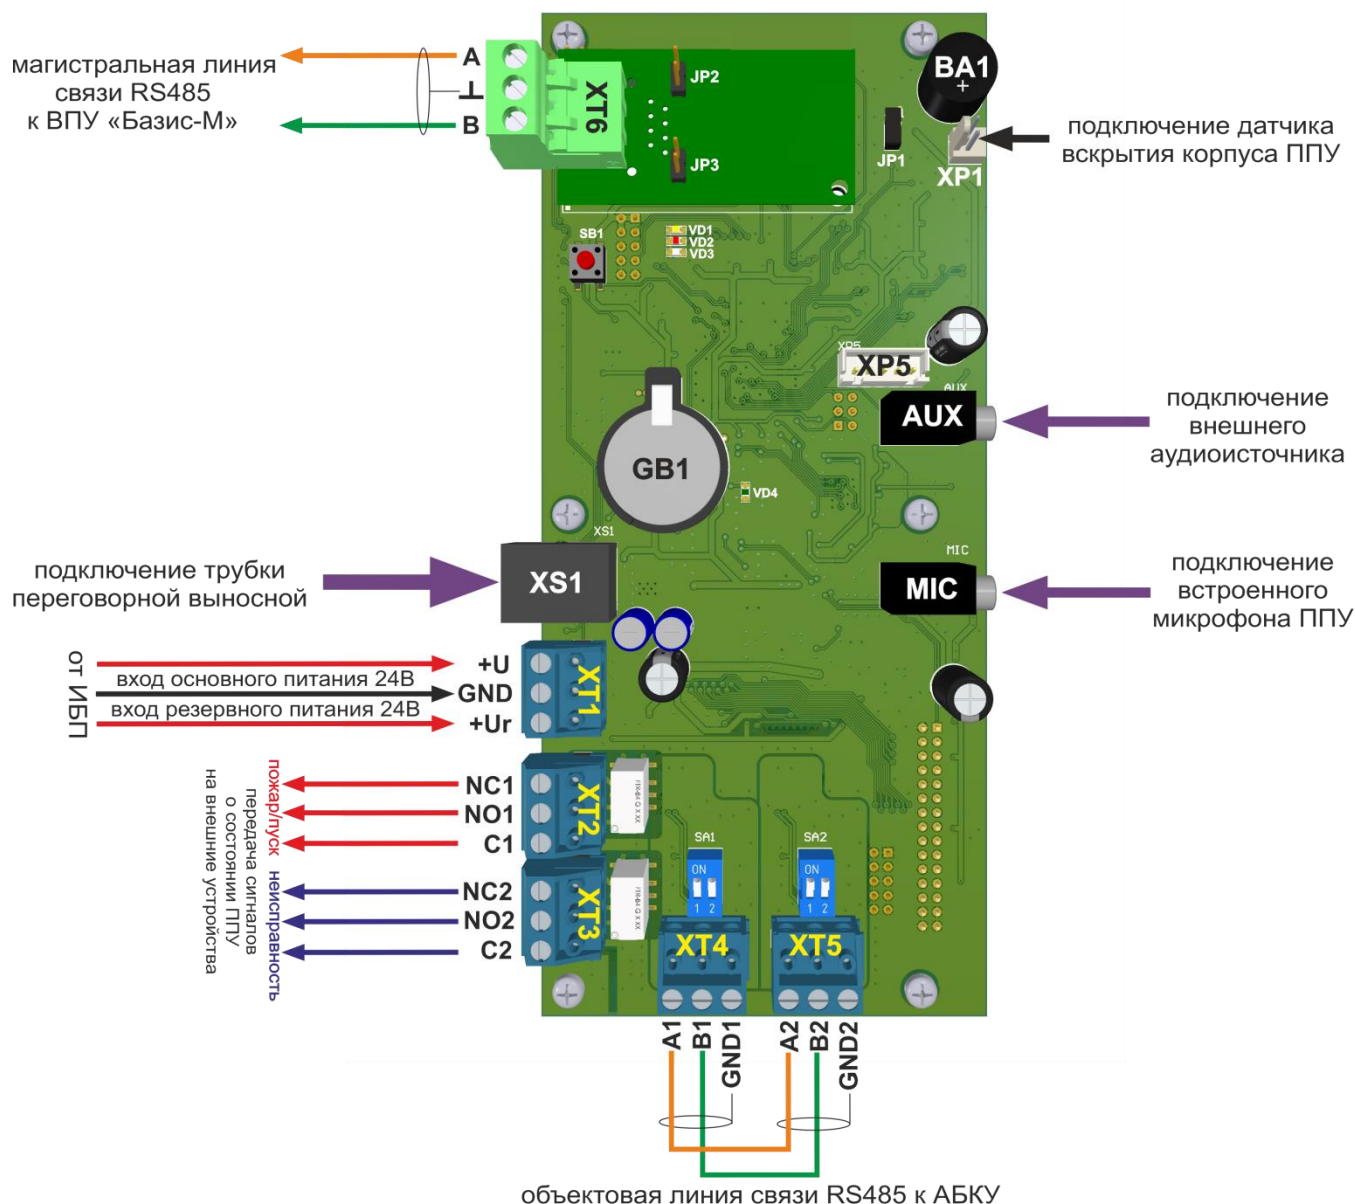 магистральная линия
связи RS485
к ВПУ «Базис-М»
A
⊥
B
XT6
JP2
JP3
BA1
+
JP1
XP1
подключение датчика
вскрытия корпуса ППУ
SB1
VD1
VD2
VD3
XP5
XP5
AUX
AUX
подключение
внешнего
аудиоисточника
GB1
VD4
XS1
XS1
подключение трубки
переговорной выносной
MIC
MIC
подключение
встроенного
микрофона ППУ
от ИБП
вход основного питания 24В
вход резервного питания 24В
+U
GND
+Ur
XT1
пожар/пуск
неисправность
передача сигналов
о состоянии ППУ
на внешние устройства
NC1
NO1
C1
XT2
NC2
NO2
C2
XT3
SA1
ON
1 2
XT4
SA2
ON
1 2
XT5
A1
B1
GND1
A2
B2
GND2
объектовая линия связи RS485 к АБКУ